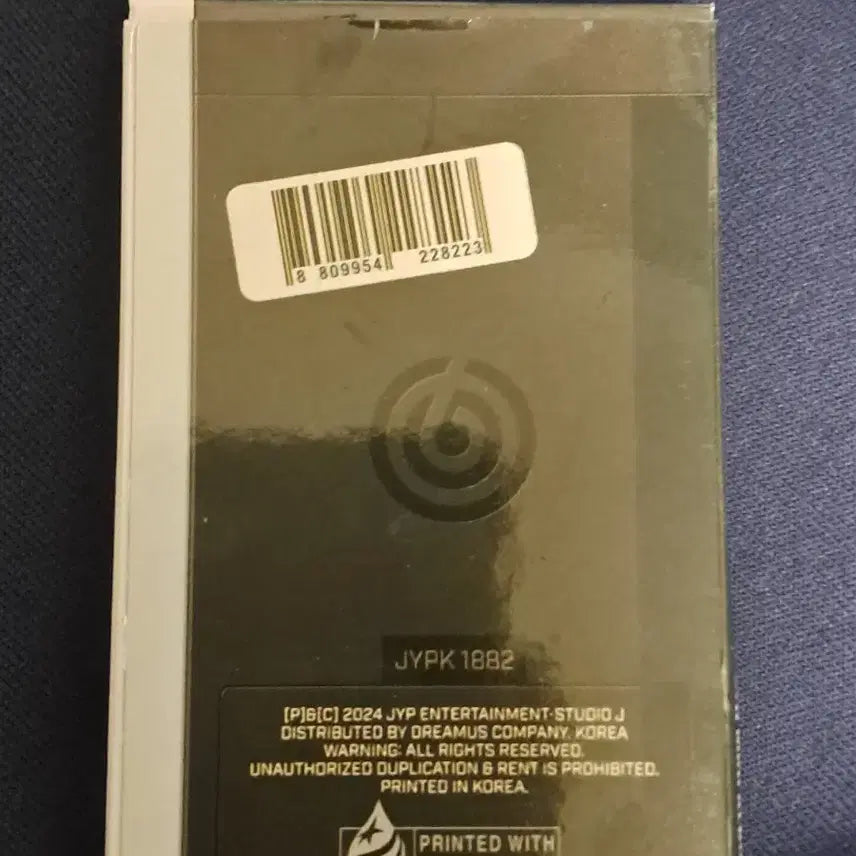 8 809954 228223
JYPK 1882
[P]&[C] 2024 JYP ENTERTAINMENT·STUDIO J
DISTRIBUTED BY DREAMUS COMPANY. KOREA
WARNING: ALL RIGHTS RESERVED.
UNAUTHORIZED DUPLICATION & RENT IS PROHIBITED.
PRINTED IN KOREA.
PRINTED WITH